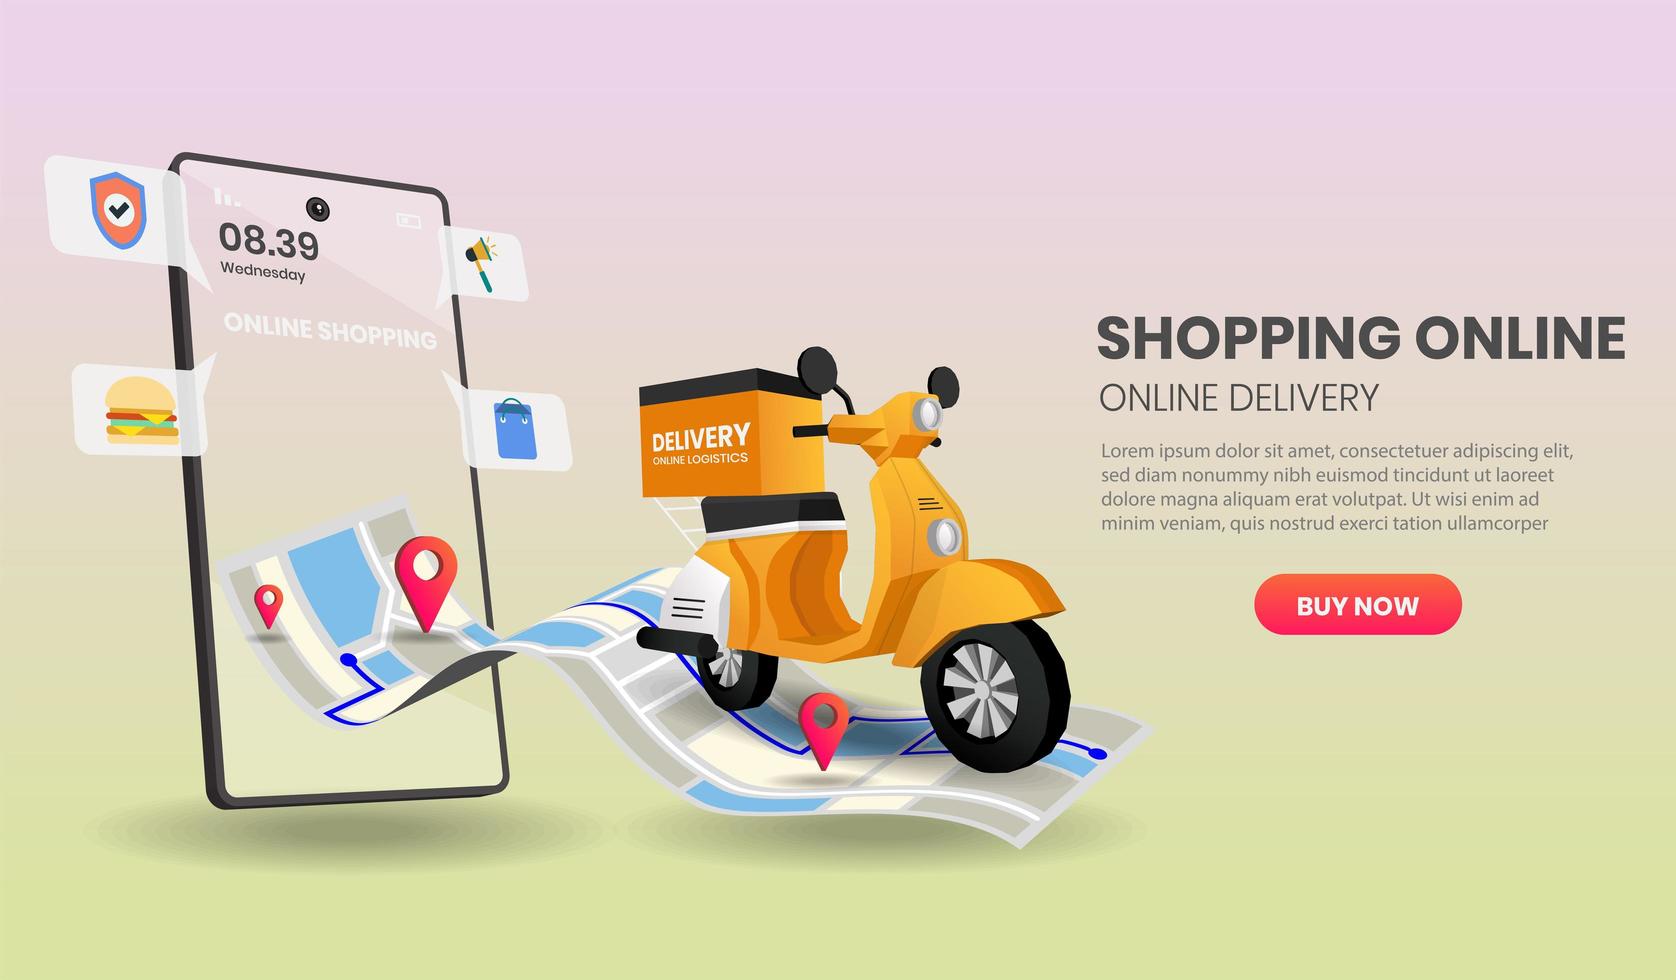 08.39
Wednesday
ONLINE SHOPPING
DELIVERY
ONLINE LOGISTICS
SHOPPING ONLINE
ONLINE DELIVERY
Lorem ipsum dolor sit amet, consectetuer adipiscing elit,
sed diam nonummy nibh euismod tincidunt ut laoreet
dolore magna aliquam erat volutpat. Ut wisi enim ad
minim veniam, quis nostrud exerci tation ullamcorper
BUY NOW